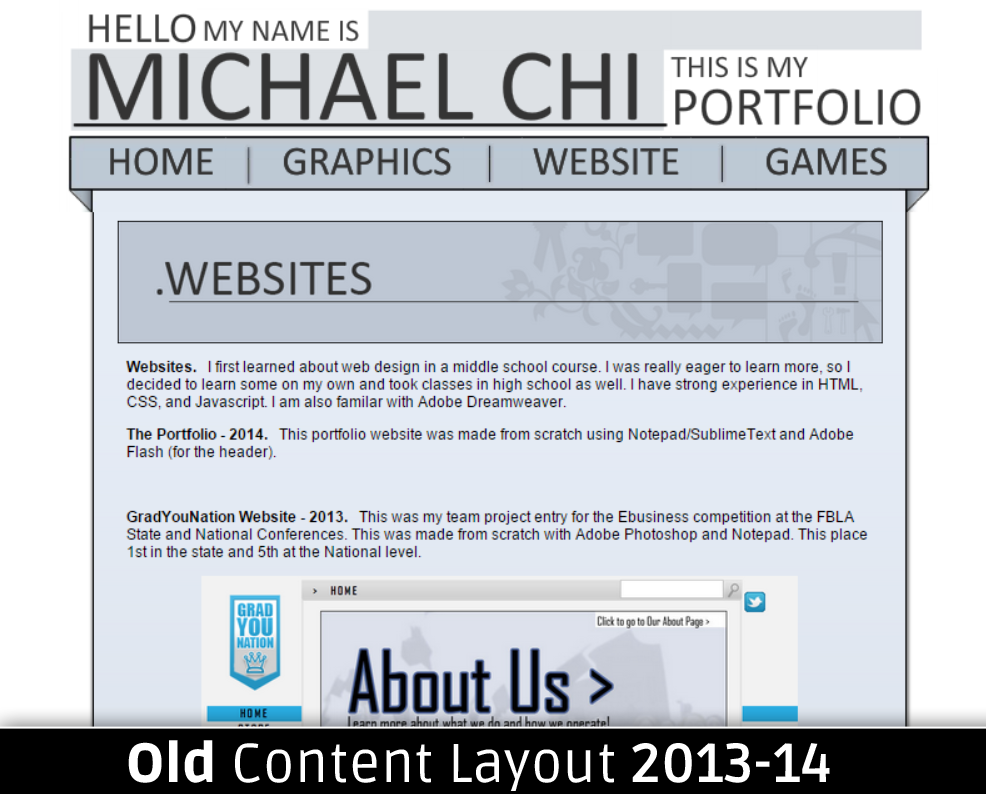 HELLO MY NAME IS
MICHAEL CHI
THIS IS MY
PORTFOLIO
HOME | GRAPHICS | WEBSITE | GAMES
.WEBSITES
Websites. I first learned about web design in a middle school course. I was really eager to learn more, so I
decided to learn some on my own and took classes in high school as well. I have strong experience in HTML,
CSS, and Javascript. I am also familar with Adobe Dreamweaver.
The Portfolio - 2014. This portfolio website was made from scratch using Notepad/SublimeText and Adobe
Flash (for the header).
GradYouNation Website - 2013. This was my team project entry for the Ebusiness competition at the FBLA
State and National Conferences. This was made from scratch with Adobe Photoshop and Notepad. This place
1st in the state and 5th at the National level.
> HOME
GRAD
YOU
NATION
Click to go to Our About Page >
About Us >
Learn more about what we do and how we operate!
HOME
Old Content Layout 2013-14